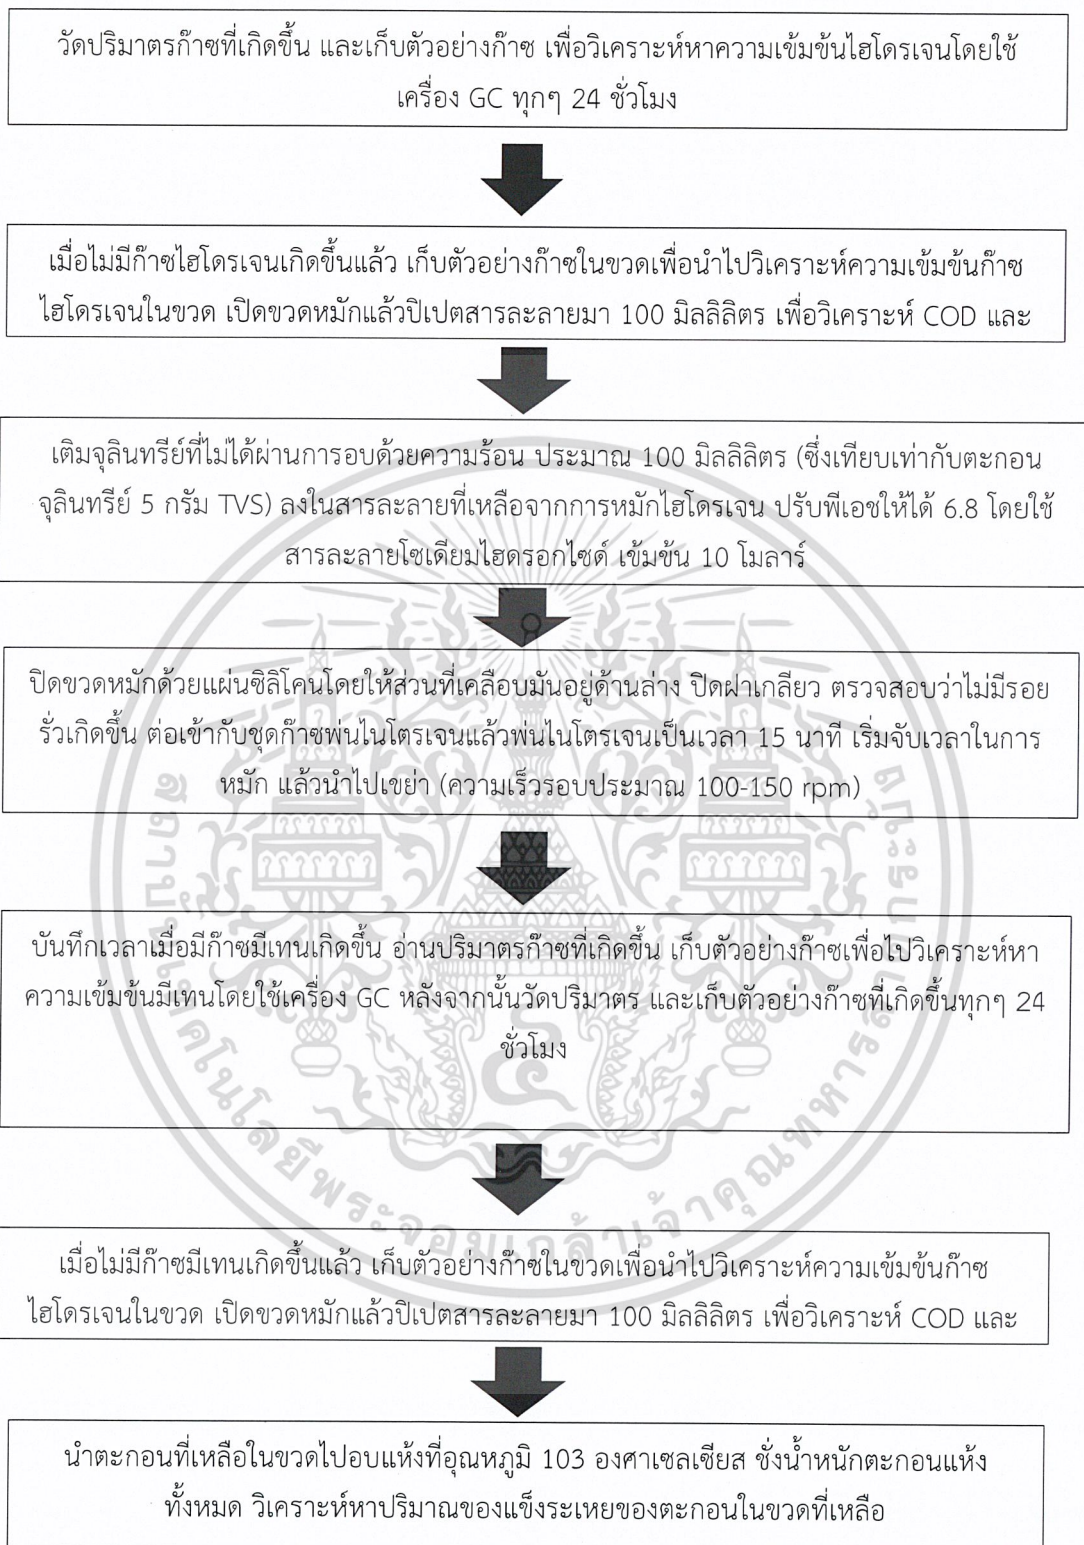 วัดปริมาตรก๊าซที่เกิดขึ้น และเก็บตัวอย่างก๊าซ เพื่อวิเคราะห์หาความเข้มข้นไฮโดรเจนโดยใช้
เครื่อง GC ทุกๆ 24 ชั่วโมง
เมื่อไม่มีก๊าซไฮโดรเจนเกิดขึ้นแล้ว เก็บตัวอย่างก๊าซในขวดเพื่อนำไปวิเคราะห์ความเข้มข้นก๊าซ
ไฮโดรเจนในขวด เปิดขวดหมักแล้วปิเปตสารละลายมา 100 มิลลิลิตร เพื่อวิเคราะห์ COD และ
เติมจุลินทรีย์ที่ไม่ได้ผ่านการอบด้วยความร้อน ประมาณ 100 มิลลิลิตร (ซึ่งเทียบเท่ากับตะกอน
จุลินทรีย์ 5 กรัม TVS) ลงในสารละลายที่เหลือจากการหมักไฮโดรเจน ปรับพีเอชให้ได้ 6.8 โดยใช้
สารละลายโซเดียมไฮดรอกไซด์ เข้มข้น 10 โมลาร์
ปิดขวดหมักด้วยแผ่นซิลิโคนโดยให้ส่วนที่เคลือบมันอยู่ด้านล่าง ปิดฝาเกลียว ตรวจสอบว่าไม่มีรอย
รั่วเกิดขึ้น ต่อเข้ากับชุดก๊าซพ่นไนโตรเจนแล้วพ่นไนโตรเจนเป็นเวลา 15 นาที เริ่มจับเวลาในการ
หมัก แล้วนำไปเขย่า (ความเร็วรอบประมาณ 100-150 rpm)
บันทึกเวลาเมื่อมีก๊าซมีเทนเกิดขึ้น อ่านปริมาตรก๊าซที่เกิดขึ้น เก็บตัวอย่างก๊าซเพื่อไปวิเคราะห์หา
ความเข้มข้นมีเทนโดยใช้เครื่อง GC หลังจากนั้นวัดปริมาตร และเก็บตัวอย่างก๊าซที่เกิดขึ้นทุกๆ 24
ชั่วโมง
เมื่อไม่มีก๊าซมีเทนเกิดขึ้นแล้ว เก็บตัวอย่างก๊าซในขวดเพื่อนำไปวิเคราะห์ความเข้มข้นก๊าซ
ไฮโดรเจนในขวด เปิดขวดหมักแล้วปิเปตสารละลายมา 100 มิลลิลิตร เพื่อวิเคราะห์ COD และ
นำตะกอนที่เหลือในขวดไปอบแห้งที่อุณหภูมิ 103 องศาเซลเซียส ชั่งน้ำหนักตะกอนแห้ง
ทั้งหมด วิเคราะห์หาปริมาณของแข็งระเหยของตะกอนในขวดที่เหลือ
สถาบันเทคโนโลยีพระจอมเกล้าเจ้าคุณทหารลาดกระบัง